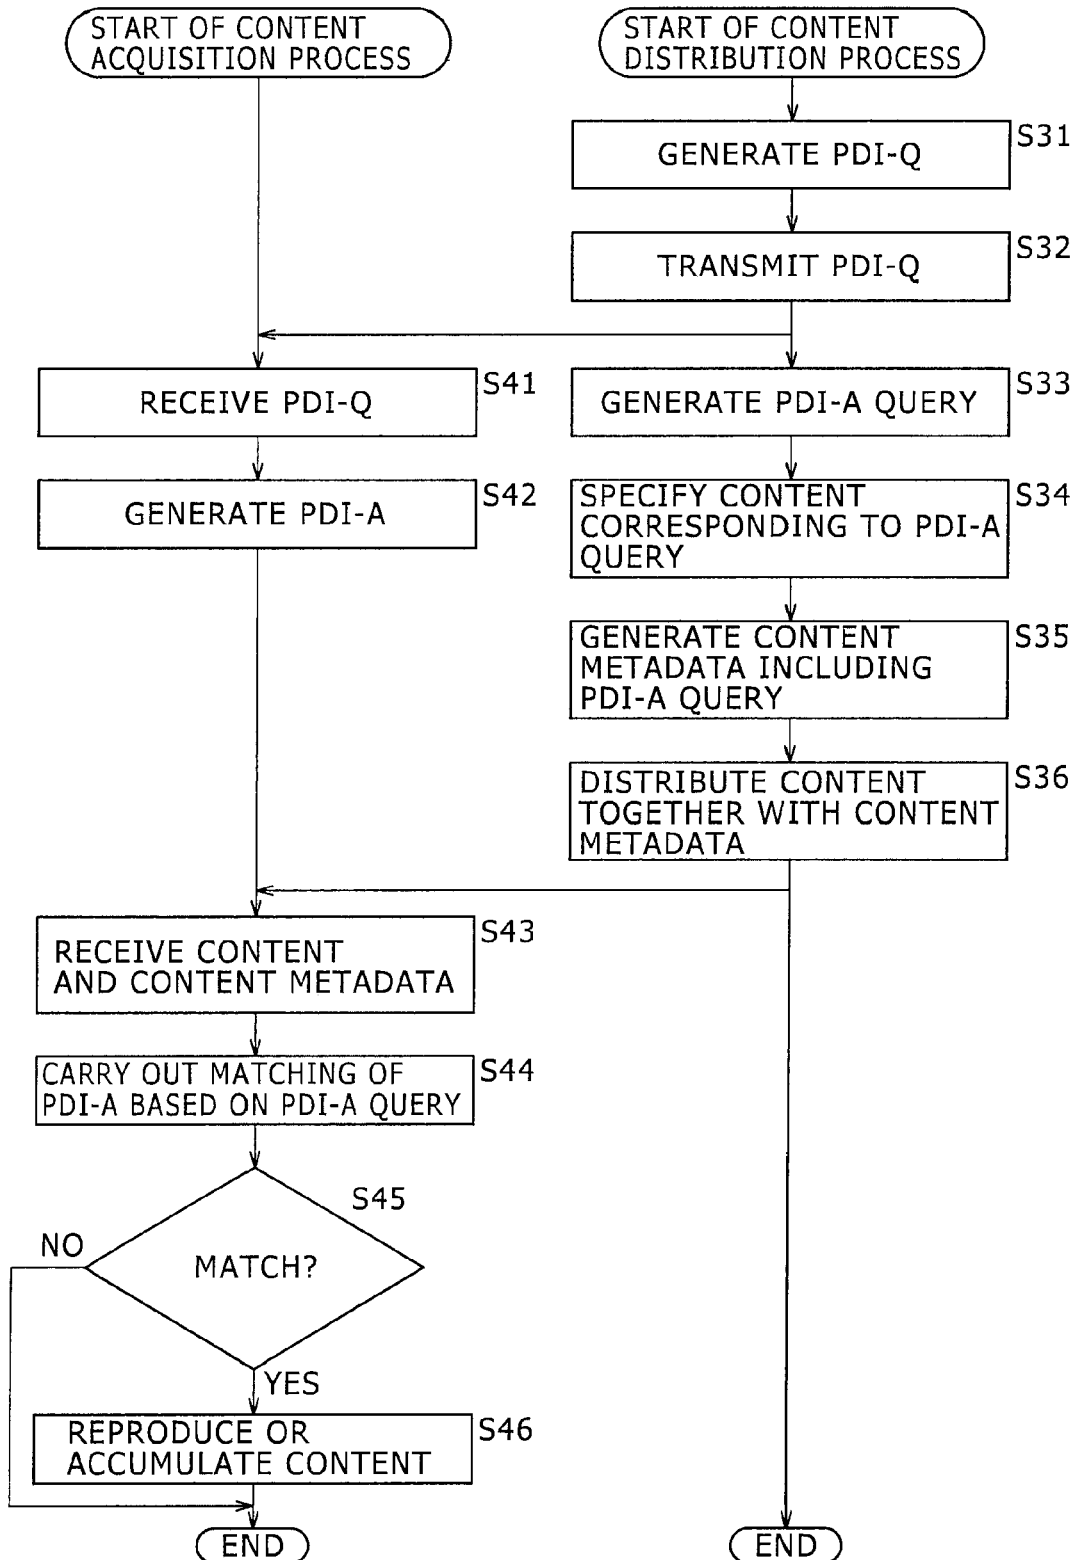 START OF CONTENT
ACQUISITION PROCESS
START OF CONTENT
DISTRIBUTION PROCESS
S31
GENERATE PDI-Q
S32
TRANSMIT PDI-Q
S41
RECEIVE PDI-Q
S33
GENERATE PDI-A QUERY
S42
GENERATE PDI-A
S34
SPECIFY CONTENT
CORRESPONDING TO PDI-A
QUERY
S35
GENERATE CONTENT
METADATA INCLUDING
PDI-A QUERY
S36
DISTRIBUTE CONTENT
TOGETHER WITH CONTENT
METADATA
S43
RECEIVE CONTENT
AND CONTENT METADATA
S44
CARRY OUT MATCHING OF
PDI-A BASED ON PDI-A QUERY
S45
NO
MATCH?
YES
S46
REPRODUCE OR
ACCUMULATE CONTENT
END
END